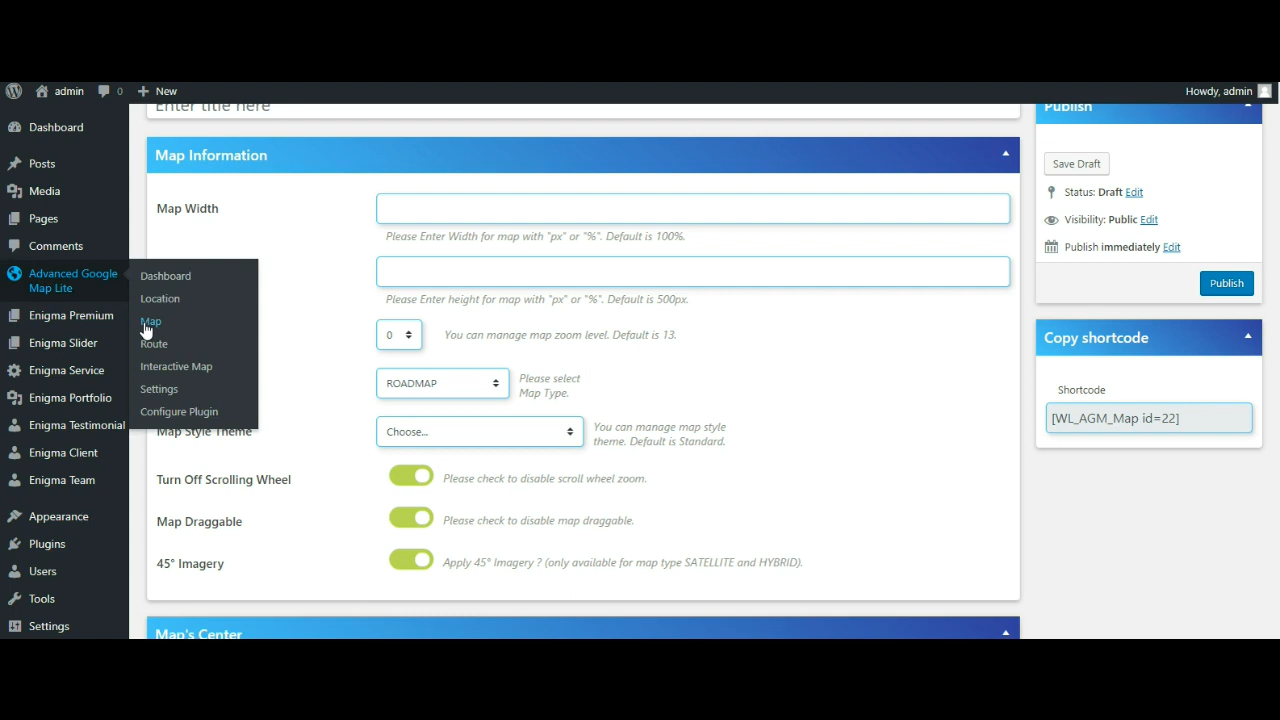 admin
0
New
Howdy, admin
Dashboard
Posts
Media
Pages
Comments
Advanced Google
Map Lite
Enigma Premium
Enigma Slider
Enigma Service
Enigma Portfolio
Enigma Testimonial
Enigma Client
Enigma Team
Appearance
Plugins
Users
Tools
Settings
Dashboard
Location
Map
Route
Interactive Map
Settings
Configure Plugin
Enter title here
Map Information
Map Width
Please Enter Width for map with "px" or "%". Default is 100%.
Please Enter height for map with "px" or "%". Default is 500px.
0
You can manage map zoom level. Default is 13.
ROADMAP
Please select
Map Type.
Map Style Theme
Choose...
You can manage map style
theme. Default is Standard.
Turn Off Scrolling Wheel
Please check to disable scroll wheel zoom.
Map Draggable
Please check to disable map draggable.
45° Imagery
Apply 45° Imagery ? (only available for map type SATELLITE and HYBRID).
Map's Center
Publish
Save Draft
Status: Draft Edit
Visibility: Public Edit
Publish immediately Edit
Publish
Copy shortcode
Shortcode
[WL_AGM_Map id=22]